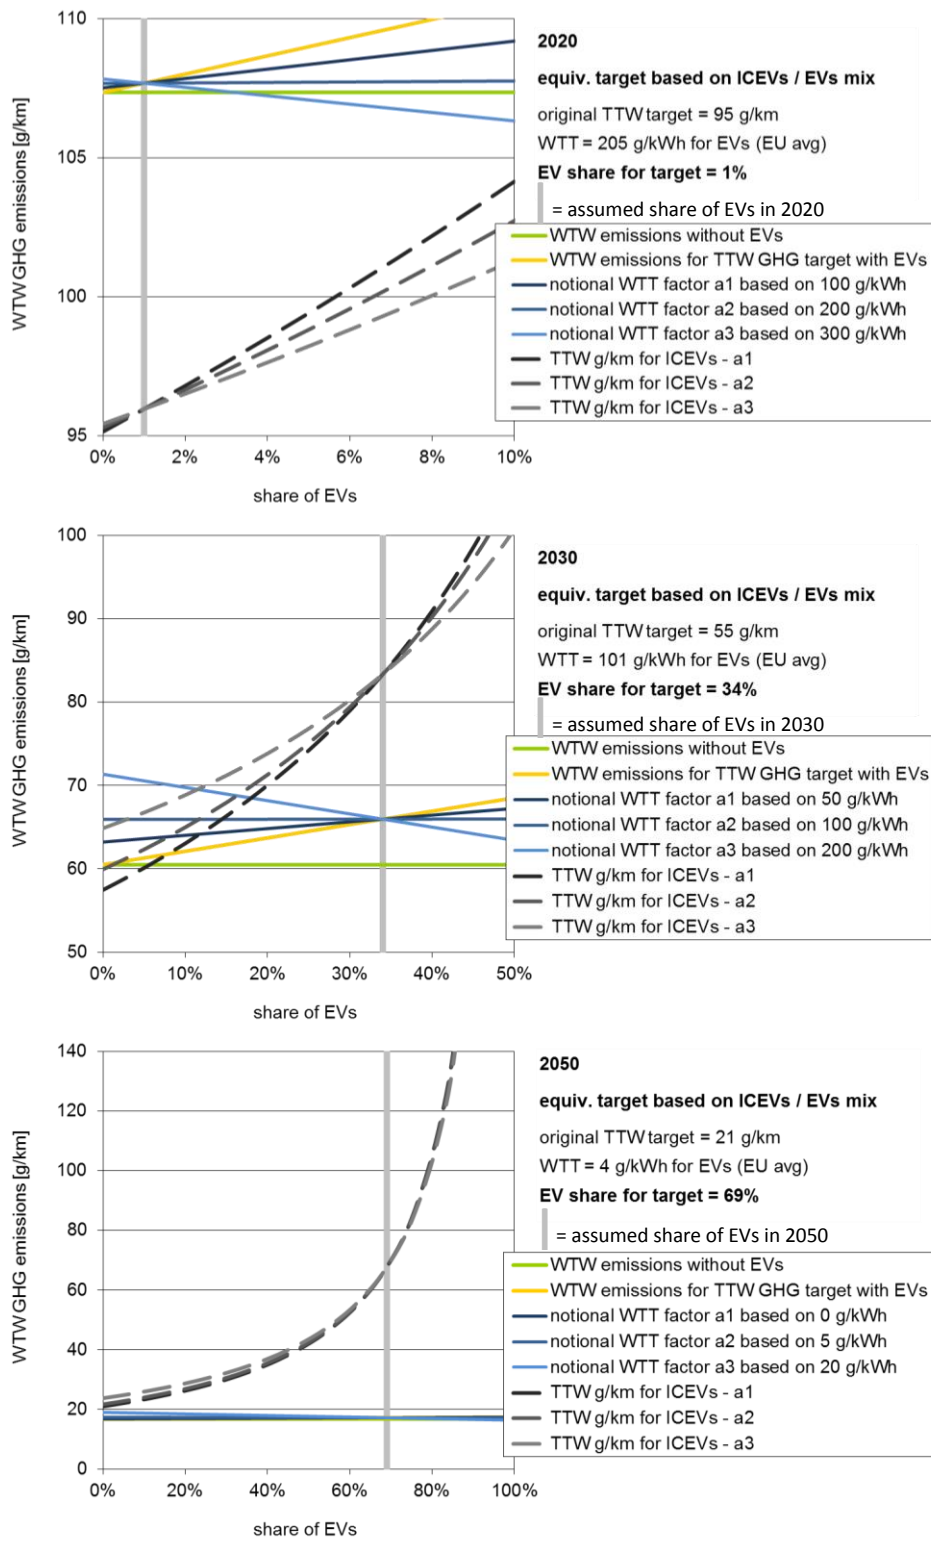 110
105
100
95
WTW GHG emissions [g/km]
0%
2%
4%
6%
8%
10%
share of EVs
2020
equiv. target based on ICEVs / EVs mix
original TTW target = 95 g/km
WTT = 205 g/kWh for EVs (EU avg)
EV share for target = 1%
= assumed share of EVs in 2020
WTW emissions without EVs
WTW emissions for TTW GHG target with EVs
notional WTT factor a1 based on 100 g/kWh
notional WTT factor a2 based on 200 g/kWh
notional WTT factor a3 based on 300 g/kWh
TTW g/km for ICEVs - a1
TTW g/km for ICEVs - a2
TTW g/km for ICEVs - a3
100
90
80
70
60
50
WTW GHG emissions [g/km]
0%
10%
20%
30%
40%
50%
share of EVs
2030
equiv. target based on ICEVs / EVs mix
original TTW target = 55 g/km
WTT = 101 g/kWh for EVs (EU avg)
EV share for target = 34%
= assumed share of EVs in 2030
WTW emissions without EVs
WTW emissions for TTW GHG target with EVs
notional WTT factor a1 based on 50 g/kWh
notional WTT factor a2 based on 100 g/kWh
notional WTT factor a3 based on 200 g/kWh
TTW g/km for ICEVs - a1
TTW g/km for ICEVs - a2
TTW g/km for ICEVs - a3
140
120
100
80
60
40
20
0
WTW GHG emissions [g/km]
0%
20%
40%
60%
80%
100%
share of EVs
2050
equiv. target based on ICEVs / EVs mix
original TTW target = 21 g/km
WTT = 4 g/kWh for EVs (EU avg)
EV share for target = 69%
= assumed share of EVs in 2050
WTW emissions without EVs
WTW emissions for TTW GHG target with EVs
notional WTT factor a1 based on 0 g/kWh
notional WTT factor a2 based on 5 g/kWh
notional WTT factor a3 based on 20 g/kWh
TTW g/km for ICEVs - a1
TTW g/km for ICEVs - a2
TTW g/km for ICEVs - a3